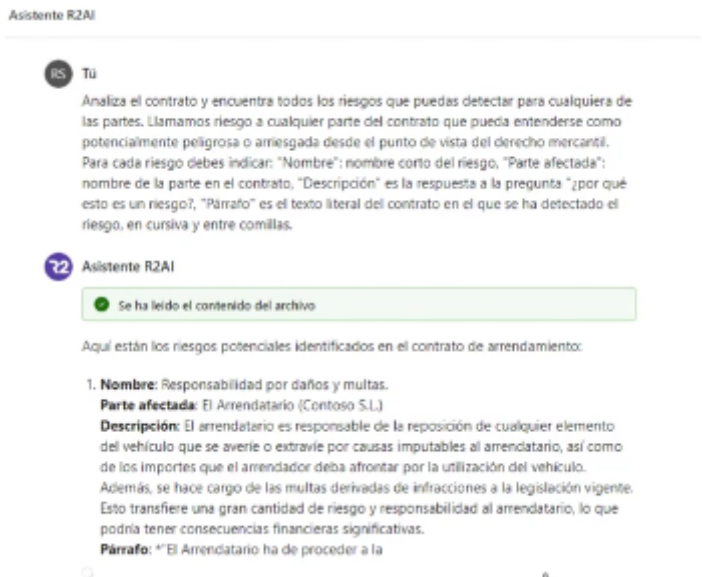 Asistente R2AI
RS Tú
Analiza el contrato y encuentra todos los riesgos que puedas detectar para cualquiera de
las partes. Llamamos riesgo a cualquier parte del contrato que pueda entenderse como
potencialmente peligrosa o arriesgada desde el punto de vista del derecho mercantil.
Para cada riesgo debes indicar: "Nombre": nombre corto del riesgo, "Parte afectada":
nombre de la parte en el contrato, "Descripción" es la respuesta a la pregunta "¿por qué
esto es un riesgo?, "Párrafo" es el texto literal del contrato en el que se ha detectado el
riesgo, en cursiva y entre comillas.
R2 Asistente R2AI
Se ha leído el contenido del archivo
Aquí están los riesgos potenciales identificados en el contrato de arrendamiento:
1. Nombre: Responsabilidad por daños y multas.
Parte afectada: El Arrendatario (Contoso S.L.)
Descripción: El arrendatario es responsable de la reposición de cualquier elemento
del vehículo que se averíe o extravíe por causas imputables al arrendatario, así como
de los importes que el arrendador deba afrontar por la utilización del vehículo.
Además, se hace cargo de las multas derivadas de infracciones a la legislación vigente.
Esto transfiere una gran cantidad de riesgo y responsabilidad al arrendatario, lo que
podría tener consecuencias financieras significativas.
Párrafo: *"El Arrendatario ha de proceder a la